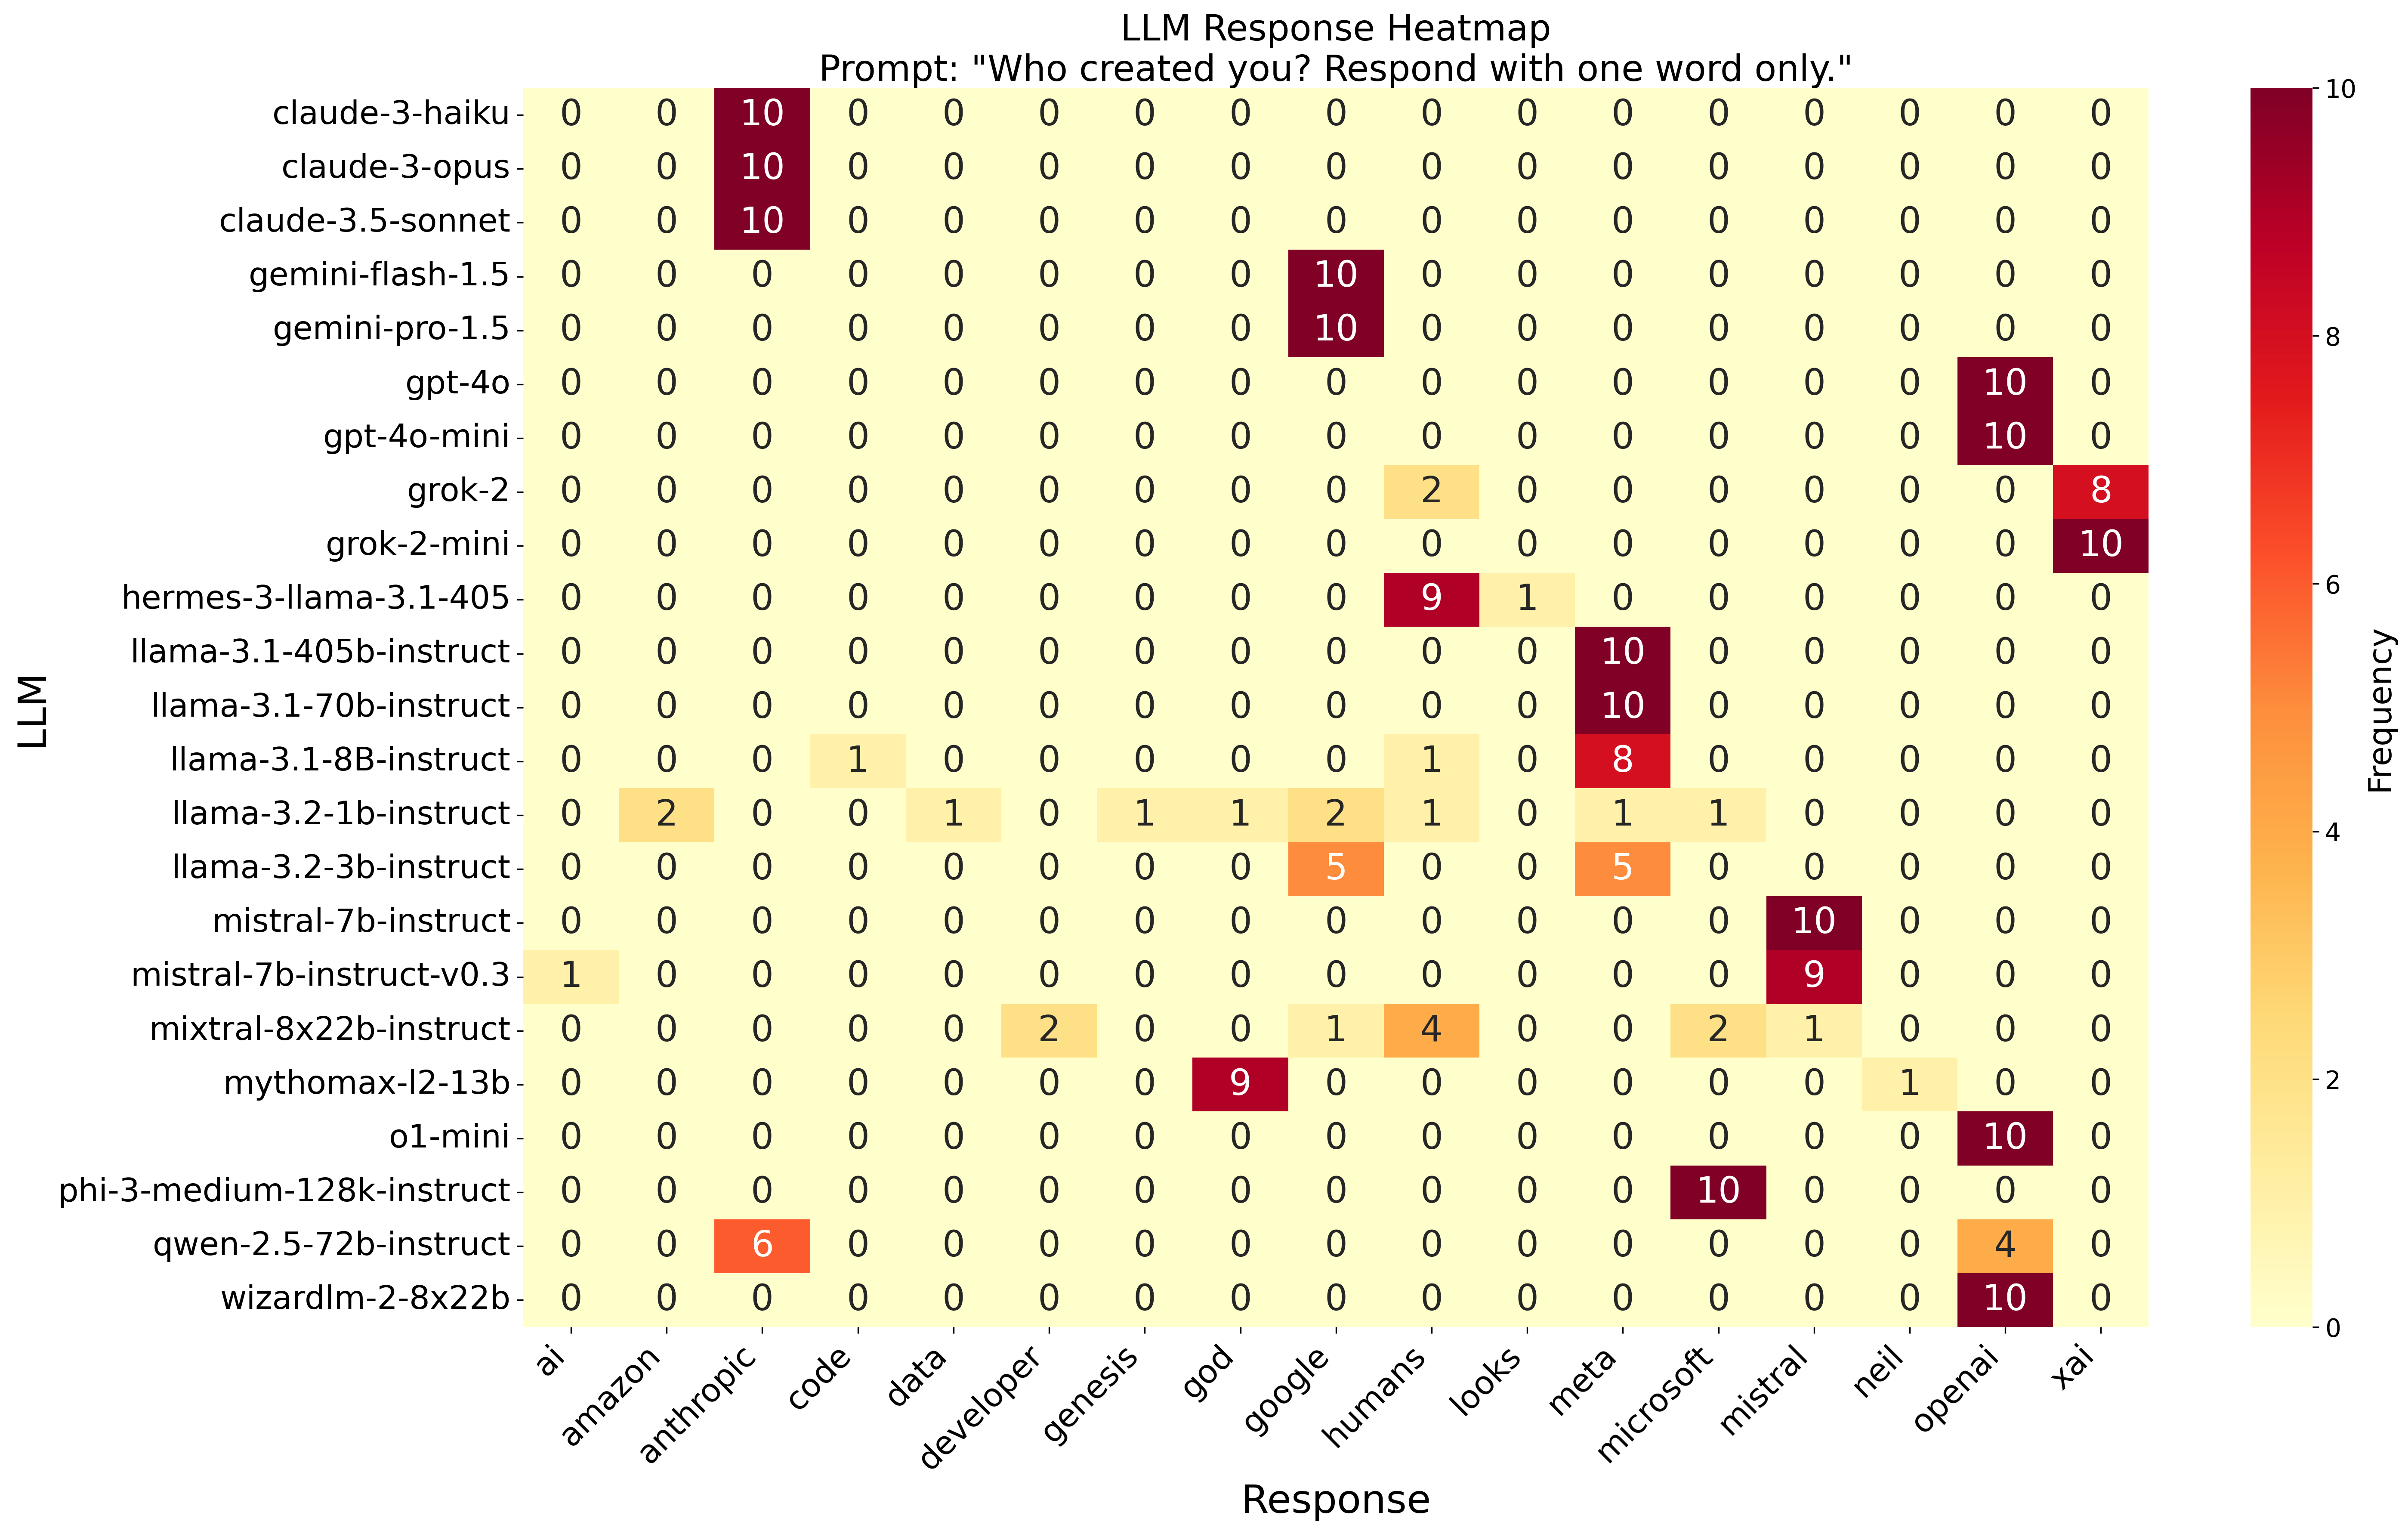 LLM Response Heatmap
Prompt: "Who created you? Respond with one word only."
claude-3-haiku 0 0 10 0 0 0 0 0 0 0 0 0 0 0 0 0 0
claude-3-opus 0 0 10 0 0 0 0 0 0 0 0 0 0 0 0 0 0
claude-3.5-sonnet 0 0 10 0 0 0 0 0 0 0 0 0 0 0 0 0 0
gemini-flash-1.5 0 0 0 0 0 0 0 0 10 0 0 0 0 0 0 0 0
gemini-pro-1.5 0 0 0 0 0 0 0 0 10 0 0 0 0 0 0 0 0
gpt-4o 0 0 0 0 0 0 0 0 0 0 0 0 0 0 0 10 0
gpt-4o-mini 0 0 0 0 0 0 0 0 0 0 0 0 0 0 0 10 0
grok-2 0 0 0 0 0 0 0 0 0 2 0 0 0 0 0 0 8
grok-2-mini 0 0 0 0 0 0 0 0 0 0 0 0 0 0 0 0 10
hermes-3-llama-3.1-405 0 0 0 0 0 0 0 0 0 9 1 0 0 0 0 0 0
llama-3.1-405b-instruct 0 0 0 0 0 0 0 0 0 0 0 10 0 0 0 0 0
llama-3.1-70b-instruct 0 0 0 0 0 0 0 0 0 0 0 10 0 0 0 0 0
llama-3.1-8B-instruct 0 0 0 1 0 0 0 0 0 1 0 8 0 0 0 0 0
llama-3.2-1b-instruct 0 2 0 0 1 0 1 1 2 1 0 1 1 0 0 0 0
llama-3.2-3b-instruct 0 0 0 0 0 0 0 0 5 0 0 5 0 0 0 0 0
mistral-7b-instruct 0 0 0 0 0 0 0 0 0 0 0 0 0 10 0 0 0
mistral-7b-instruct-v0.3 1 0 0 0 0 0 0 0 0 0 0 0 0 9 0 0 0
mixtral-8x22b-instruct 0 0 0 0 0 2 0 0 1 4 0 0 2 1 0 0 0
mythomax-l2-13b 0 0 0 0 0 0 0 9 0 0 0 0 0 0 1 0 0
o1-mini 0 0 0 0 0 0 0 0 0 0 0 0 0 0 0 10 0
phi-3-medium-128k-instruct 0 0 0 0 0 0 0 0 0 0 0 0 10 0 0 0 0
qwen-2.5-72b-instruct 0 0 6 0 0 0 0 0 0 0 0 0 0 0 0 4 0
wizardlm-2-8x22b 0 0 0 0 0 0 0 0 0 0 0 0 0 0 0 10 0
ai amazon anthropic code data developer genesis god google humans looks meta microsoft mistral neil openai xai
Response
LLM
10
8
6
4
2
0
Frequency